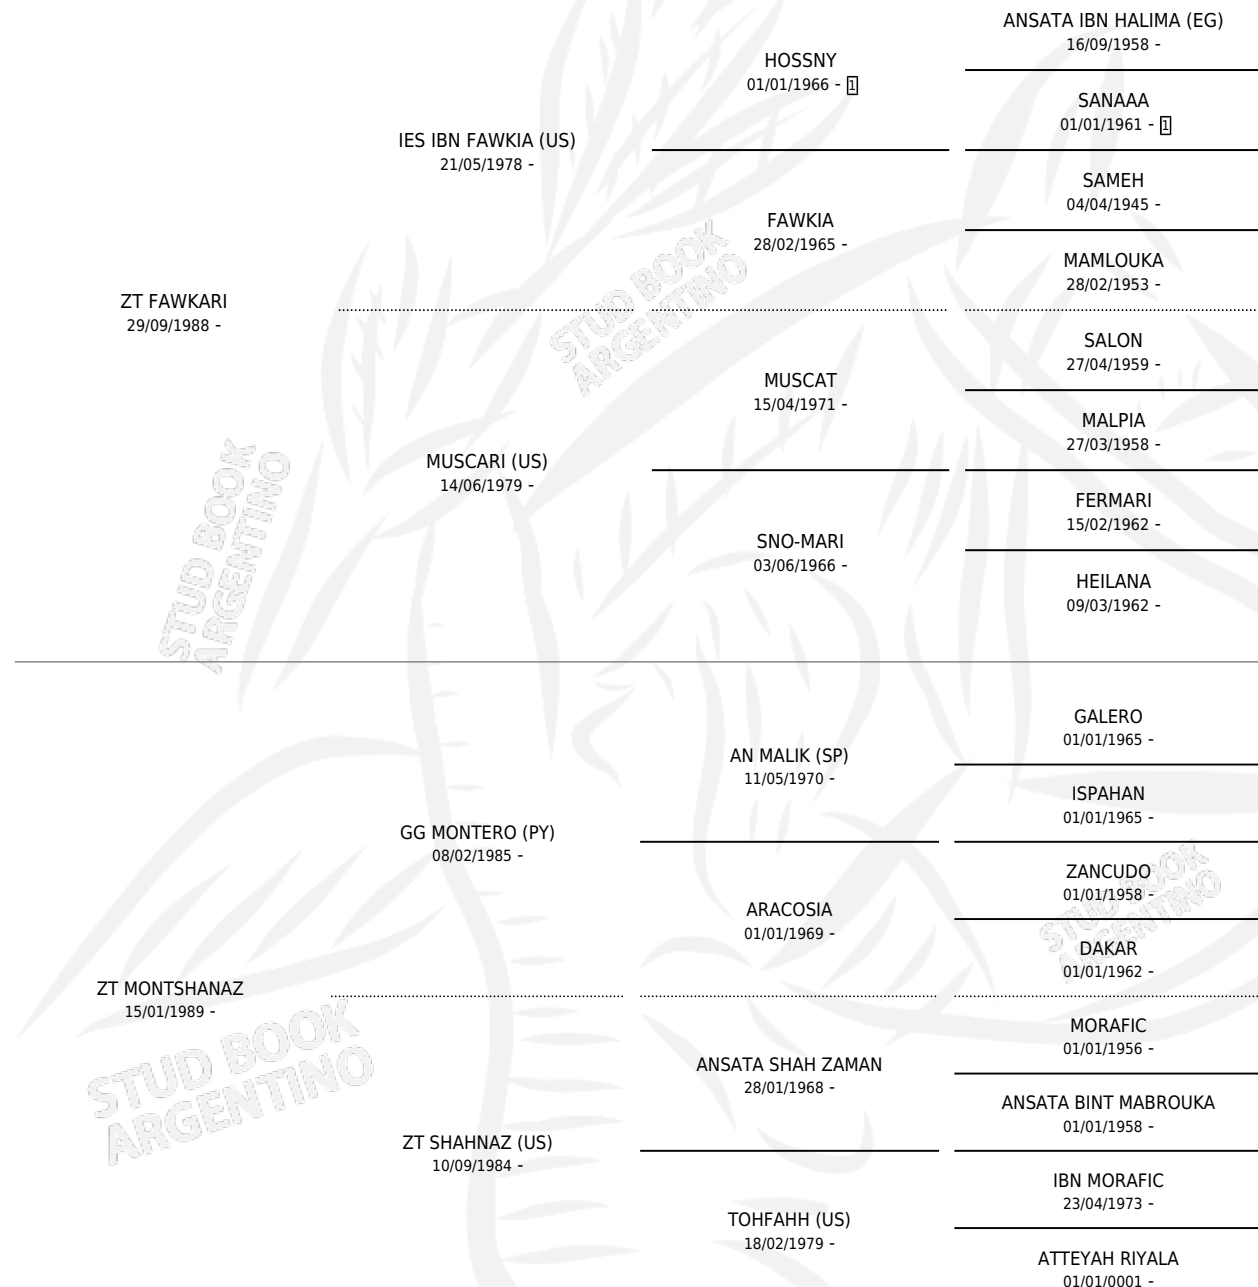 ANSATA IBN HALIMA (EG)
16/09/1958 -
HOSSNY
01/01/1966 - 1
SANAAA
01/01/1961 - 1
IES IBN FAWKIA (US)
21/05/1978 -
SAMEH
04/04/1945 -
FAWKIA
28/02/1965 -
MAMLOUKA
28/02/1953 -
ZT FAWKARI
29/09/1988 -
STUD BOOK
ARGENTINO
SALON
27/04/1959 -
MUSCAT
15/04/1971 -
MALPIA
27/03/1958 -
MUSCARI (US)
14/06/1979 -
FERMARI
15/02/1962 -
SNO-MARI
03/06/1966 -
HEILANA
09/03/1962 -
STUD BOOK
ARGENTINO
GALERO
01/01/1965 -
AN MALIK (SP)
11/05/1970 -
ISPAHAN
01/01/1965 -
GG MONTERO (PY)
08/02/1985 -
ZANCUDO
01/01/1958 -
ARACOSIA
01/01/1969 -
STUD BOOK
ARGENTINO
DAKAR
01/01/1962 -
ZT MONTSHANAZ
15/01/1989 -
STUD BOOK
ARGENTINO
MORAFIC
01/01/1956 -
ANSATA SHAH ZAMAN
28/01/1968 -
ANSATA BINT MABROUKA
01/01/1958 -
ZT SHAHNAZ (US)
10/09/1984 -
IBN MORAFIC
23/04/1973 -
TOHFAHH (US)
18/02/1979 -
ATTEYAH RIYALA
01/01/0001 -